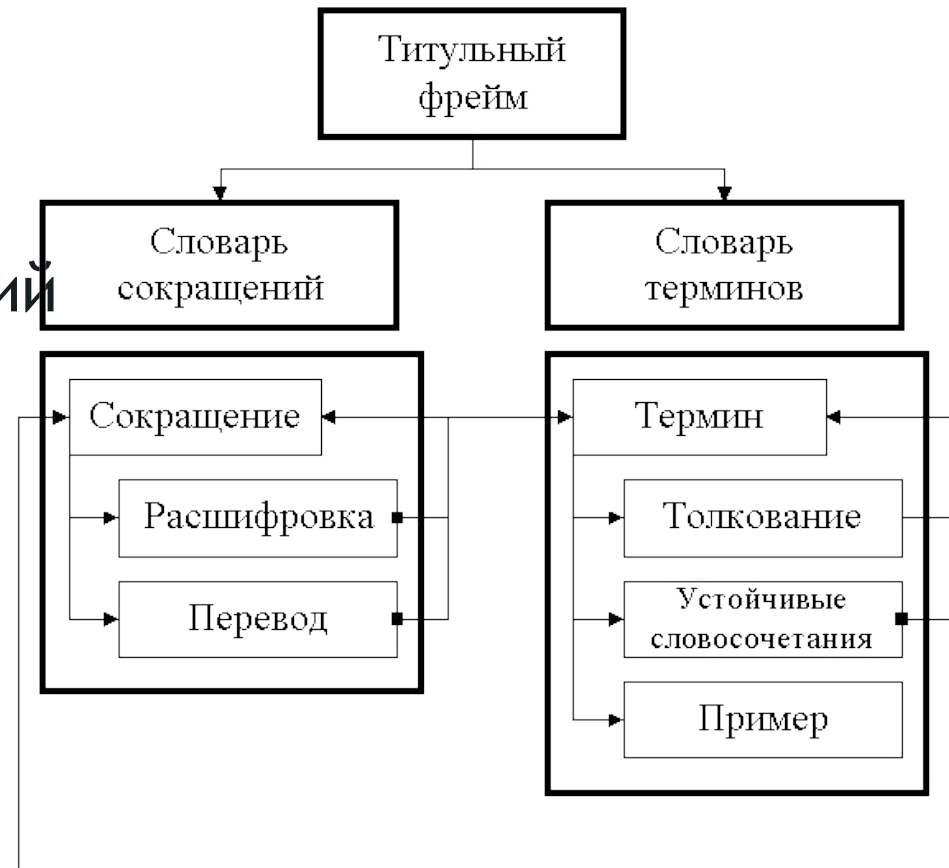 Титульный
фрейм
Словарь
сокращений
Словарь
терминов
Сокращение
Расшифровка
Перевод
Термин
Толкование
Устойчивые
словосочетания
Пример